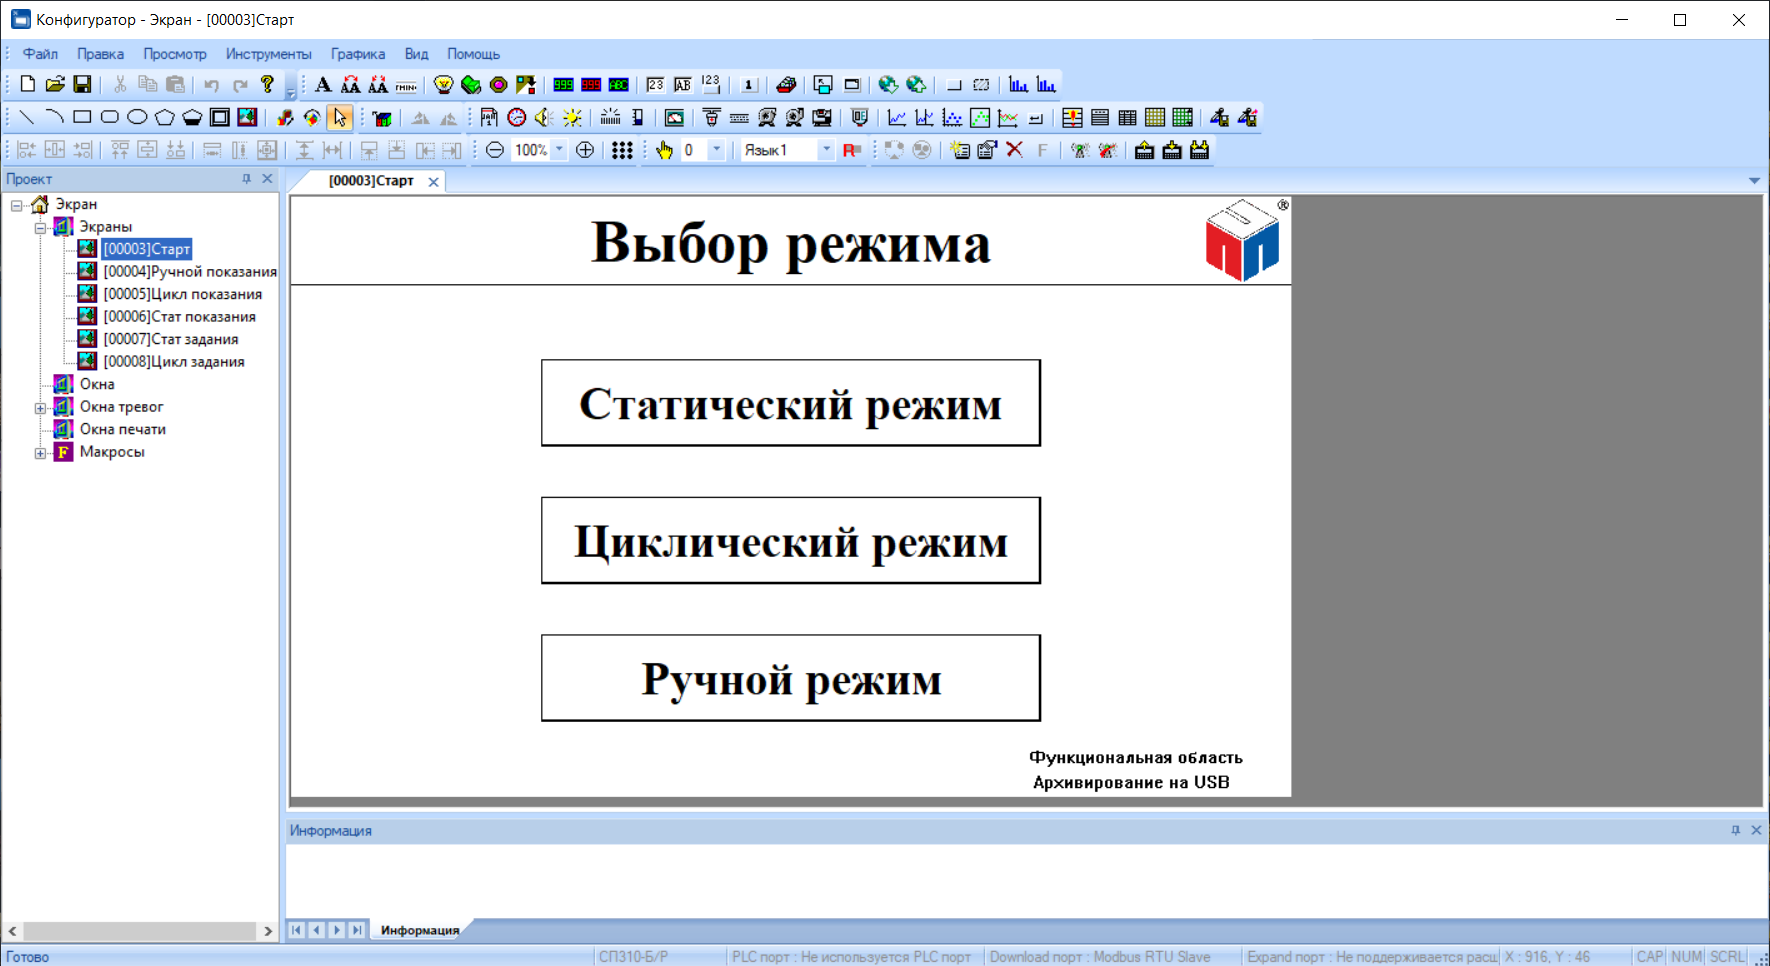 Конфигуратор - Экран - [00003]Старт
Файл Правка Просмотр Инструменты Графика Вид Помощь
100% 0 Язык1
Проект
[00003]Старт
Экран
Экраны
[00003]Старт
[00004]Ручной показания
[00005]Цикл показания
[00006]Стат показания
[00007]Стат задания
[00008]Цикл задания
Окна
Окна тревог
Окна печати
Макросы
Выбор режима
®
Статический режим
Циклический режим
Ручной режим
Функциональная область
Архивирование на USB
Информация
Информация
Готово СП310-Б/Р PLC порт : Не используется PLC порт Download порт : Modbus RTU Slave Expand порт : Не поддерживается расш X : 916, Y : 46 CAP NUM SCRL